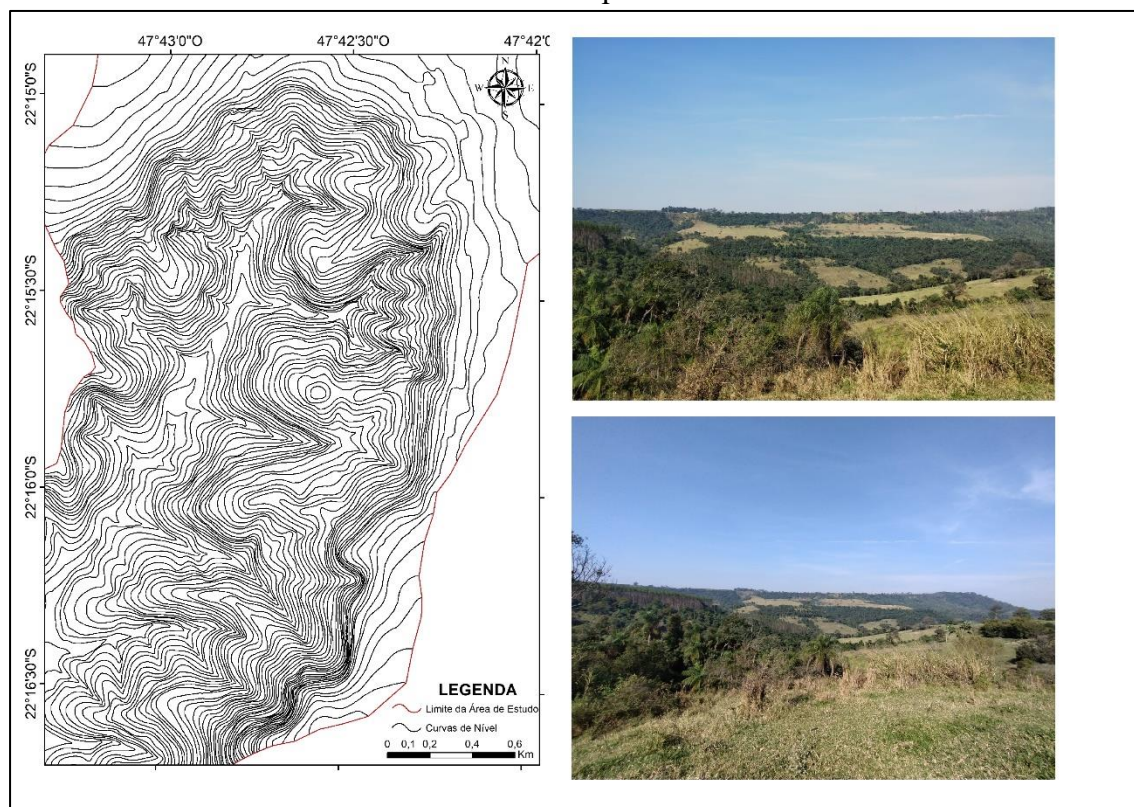 47°43'0"O
47°42'30"O
47°42'0
22°15'0"S
22°15'30"S
22°16'0"S
22°16'30"S
N
W
E
S
LEGENDA
Limite da Área de Estudo
Curvas de Nível
0 0,1 0,2 0,4 0,6
Km